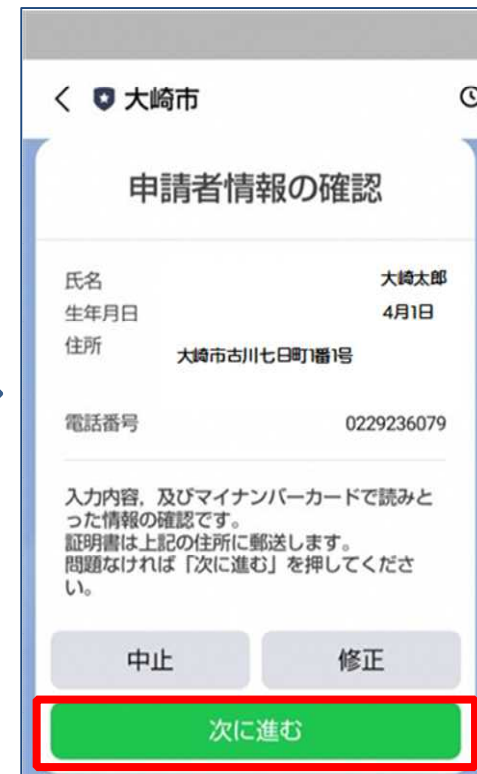 大崎市
申請者情報の確認
氏名 大崎太郎
生年月日 4月1日
住所 大崎市古川七日町1番1号
電話番号 0229236079
入力内容，及びマイナンバーカードで読みと
った情報の確認です。
証明書は上記の住所に郵送します。
問題なければ「次に進む」を押してくださ
い。
中止 修正
次に進む